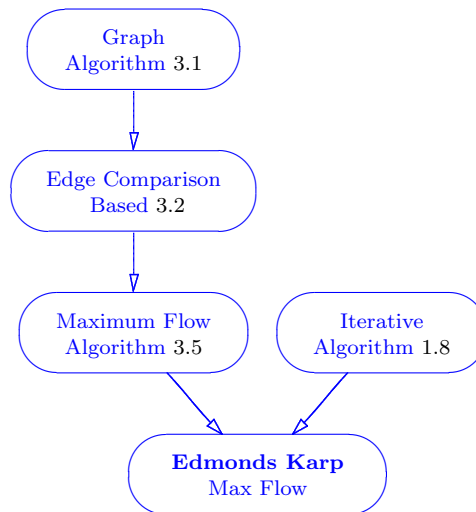 Graph
Algorithm 3.1
Edge Comparison
Based 3.2
Maximum Flow
Algorithm 3.5
Iterative
Algorithm 1.8
Edmonds Karp
Max Flow